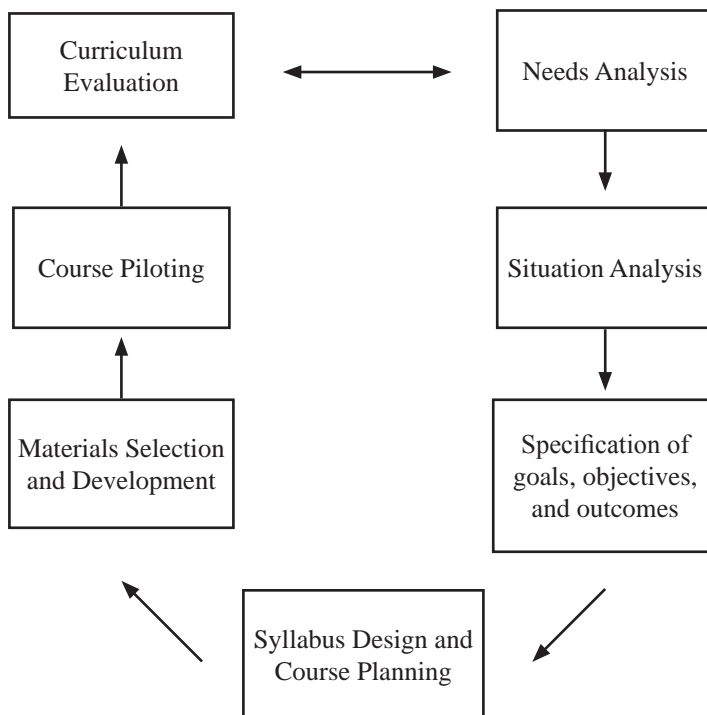 Curriculum
Evaluation
Needs Analysis
Course Piloting
Situation Analysis
Materials Selection
and Development
Specification of
goals, objectives,
and outcomes
Syllabus Design and
Course Planning